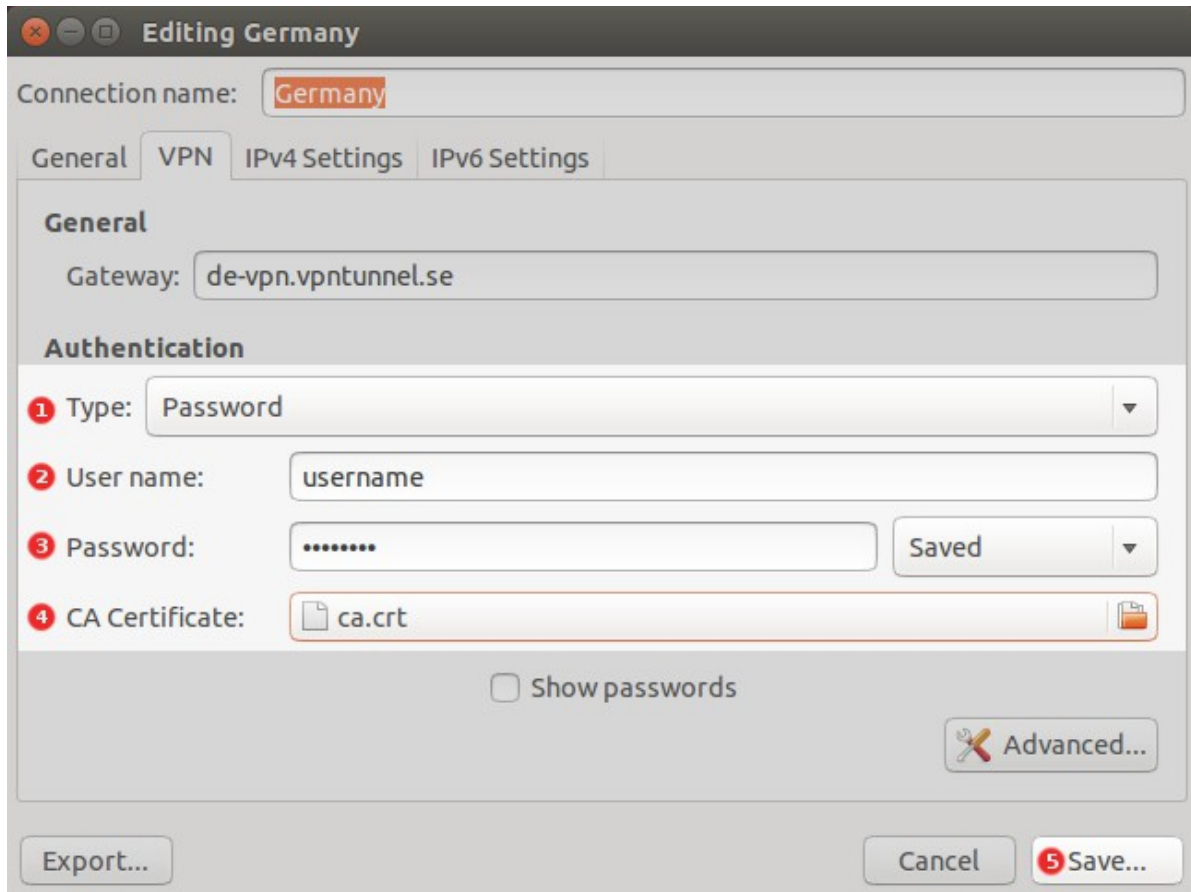 Editing Germany
Connection name: Germany
General VPN IPv4 Settings IPv6 Settings
General
Gateway: de-vpn.vpntunnel.se
Authentication
1 Type: Password
2 User name: username
3 Password: •••••••• Saved
4 CA Certificate: ca.crt
Show passwords
Advanced...
Export... Cancel 5 Save...